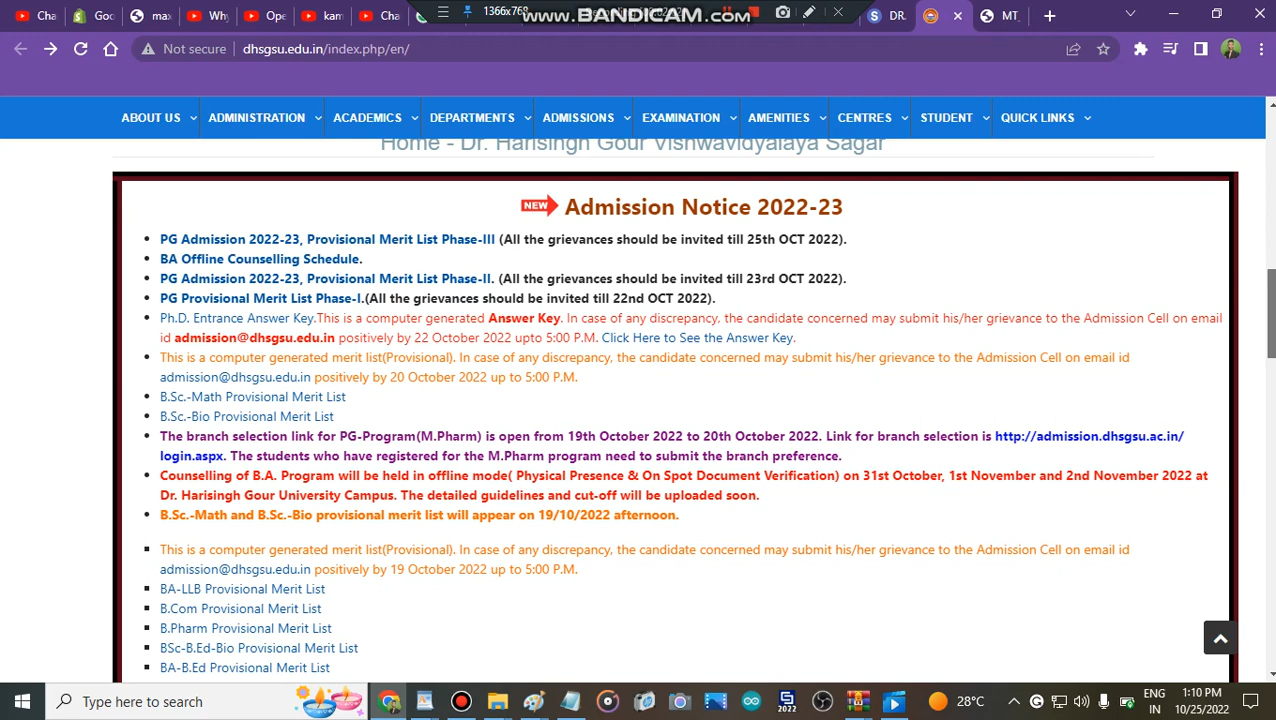 Cha
Sc
ma
Why
Ope
kam
Cha
1366x768
www.BANDICAM.com
DR.
MT_
Not secure
dhsgsu.edu.in/index.php/en/
ABOUT US
ADMINISTRATION
ACADEMICS
DEPARTMENTS
ADMISSIONS
EXAMINATION
AMENITIES
CENTRES
STUDENT
QUICK LINKS
Home - Dr. Harisingh Gour Vishwavidyalaya Sagar
NEW Admission Notice 2022-23
PG Admission 2022-23, Provisional Merit List Phase-III (All the grievances should be invited till 25th OCT 2022).
BA Offline Counselling Schedule.
PG Admission 2022-23, Provisional Merit List Phase-II. (All the grievances should be invited till 23rd OCT 2022).
PG Provisional Merit List Phase-I.(All the grievances should be invited till 22nd OCT 2022).
Ph.D. Entrance Answer Key.This is a computer generated Answer Key. In case of any discrepancy, the candidate concerned may submit his/her grievance to the Admission Cell on email
id admission@dhsgsu.edu.in positively by 22 October 2022 upto 5:00 P.M. Click Here to See the Answer Key.
This is a computer generated merit list(Provisional). In case of any discrepancy, the candidate concerned may submit his/her grievance to the Admission Cell on email id
admission@dhsgsu.edu.in positively by 20 October 2022 up to 5:00 P.M.
B.Sc.-Math Provisional Merit List
B.Sc.-Bio Provisional Merit List
The branch selection link for PG-Program(M.Pharm) is open from 19th October 2022 to 20th October 2022. Link for branch selection is http://admission.dhsgsu.ac.in/
login.aspx. The students who have registered for the M.Pharm program need to submit the branch preference.
Counselling of B.A. Program will be held in offline mode( Physical Presence & On Spot Document Verification) on 31st October, 1st November and 2nd November 2022 at
Dr. Harisingh Gour University Campus. The detailed guidelines and cut-off will be uploaded soon.
B.Sc.-Math and B.Sc.-Bio provisional merit list will appear on 19/10/2022 afternoon.
This is a computer generated merit list(Provisional). In case of any discrepancy, the candidate concerned may submit his/her grievance to the Admission Cell on email id
admission@dhsgsu.edu.in positively by 19 October 2022 up to 5:00 P.M.
BA-LLB Provisional Merit List
B.Com Provisional Merit List
B.Pharm Provisional Merit List
BSc-B.Ed-Bio Provisional Merit List
BA-B.Ed Provisional Merit List
Type here to search
2022
28°C
ENG
IN
1:10 PM
10/25/2022